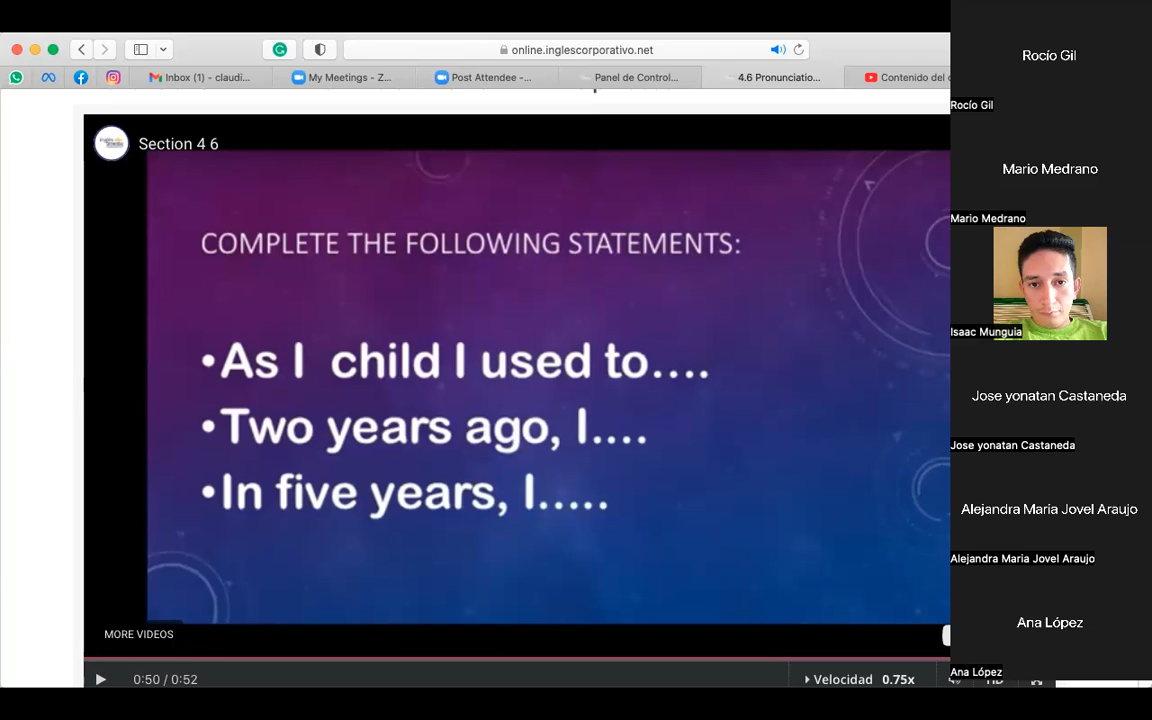 online.inglescorporativo.net
Inbox (1) - claudi...
My Meetings - Z...
Post Attendee -...
Panel de Control...
4.6 Pronunciatio...
Contenido del c
Section 4 6
COMPLETE THE FOLLOWING STATEMENTS:
•As I child I used to....
•Two years ago, I....
•In five years, I.....
MORE VIDEOS
0:50 / 0:52
Velocidad 0.75x
HD
Rocío Gil
Rocío Gil
Mario Medrano
Mario Medrano
Isaac Munguia
Jose yonatan Castaneda
Jose yonatan Castaneda
Alejandra Maria Jovel Araujo
Alejandra Maria Jovel Araujo
Ana López
Ana López